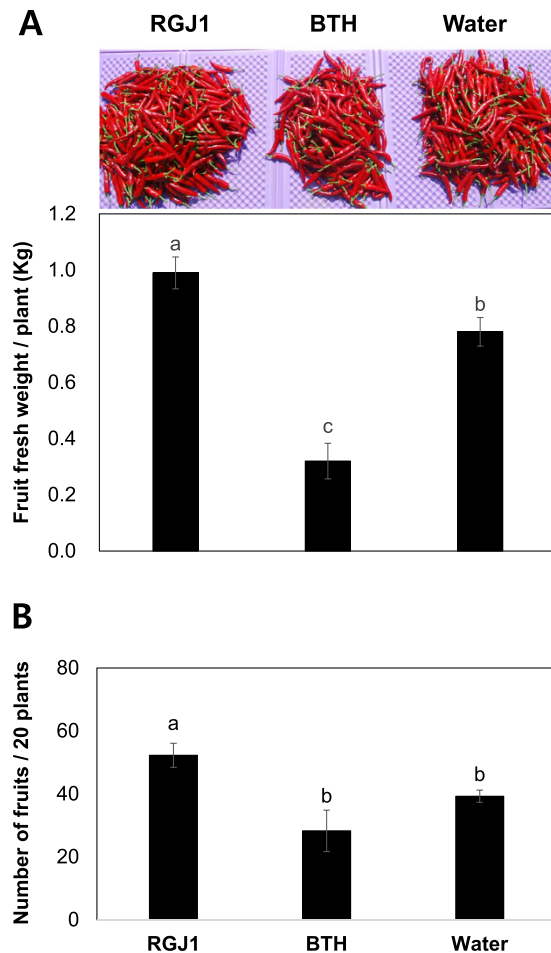 A
RGJ1 BTH Water
Fruit fresh weight / plant (Kg)
1.2
1.0
0.8
0.6
0.4
0.2
0.0
a
c
b
B
Number of fruits / 20 plants
80
60
40
20
0
a
b
b
RGJ1 BTH Water